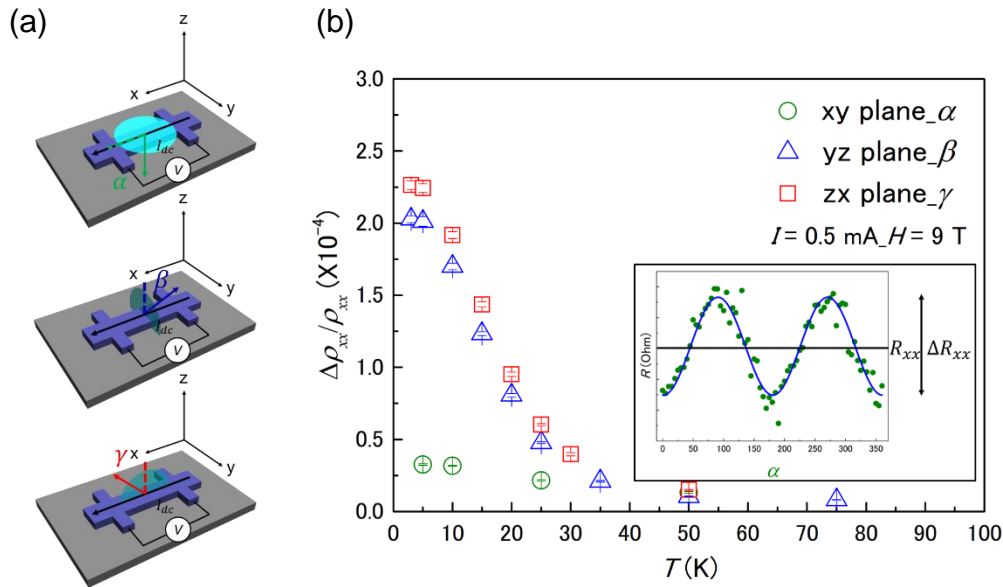 (a)
z
x
y
I_dc
α
V
z
x
β
y
dc
V
z
γ
x
y
I_dc
V
(b)
3.0
2.5
2.0
1.5
1.0
0.5
0.0
Δρ_xx/ρ_xx (X10⁻⁴)
xy plane_α
yz plane_β
zx plane_γ
I = 0.5 mA_H = 9 T
R (Ohm)
R_xx ΔR_xx
0 50 100 150 200 250 300 350
α
0 10 20 30 40 50 60 70 80 90 100
T (K)